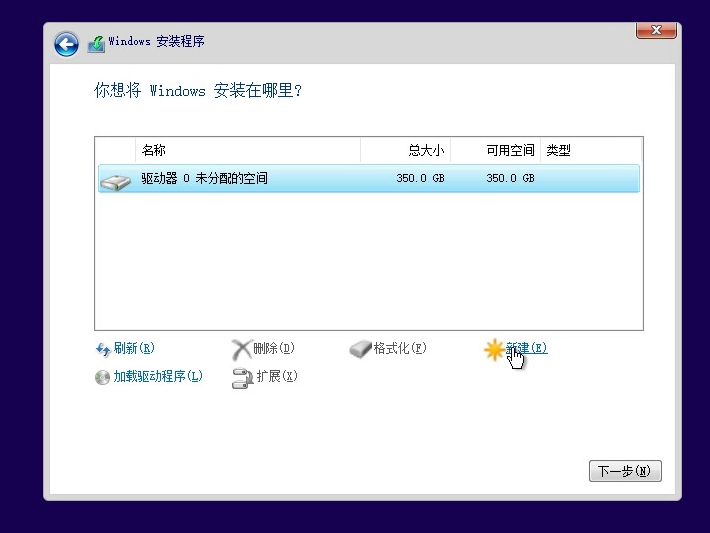 Windows 安装程序
你想将 Windows 安装在哪里?
名称 总大小 可用空间 类型
驱动器 0 未分配的空间 350.0 GB 350.0 GB
刷新(R) 删除(D) 格式化(F) 新建(E)
加载驱动程序(L) 扩展(X)
下一步(N)